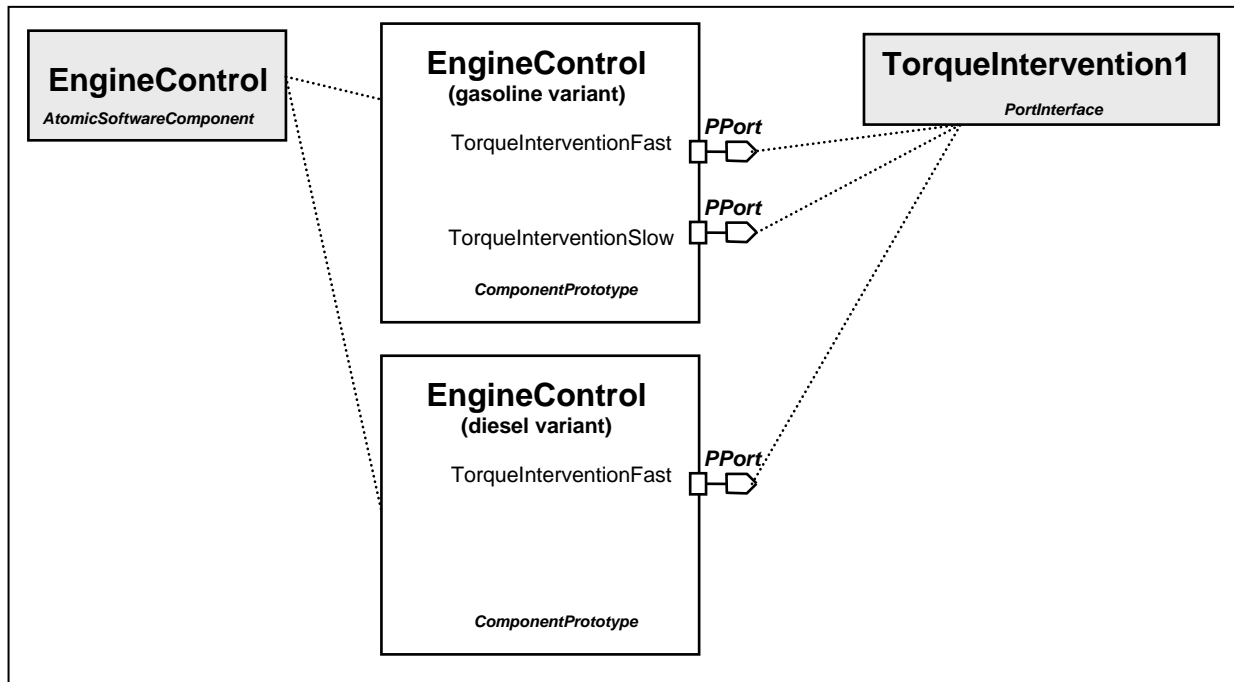 EngineControl
AtomicSoftwareComponent
EngineControl
(gasoline variant)
TorqueInterventionFast
PPort
TorqueInterventionSlow
PPort
ComponentPrototype
TorqueIntervention1
PortInterface
EngineControl
(diesel variant)
TorqueInterventionFast
PPort
ComponentPrototype